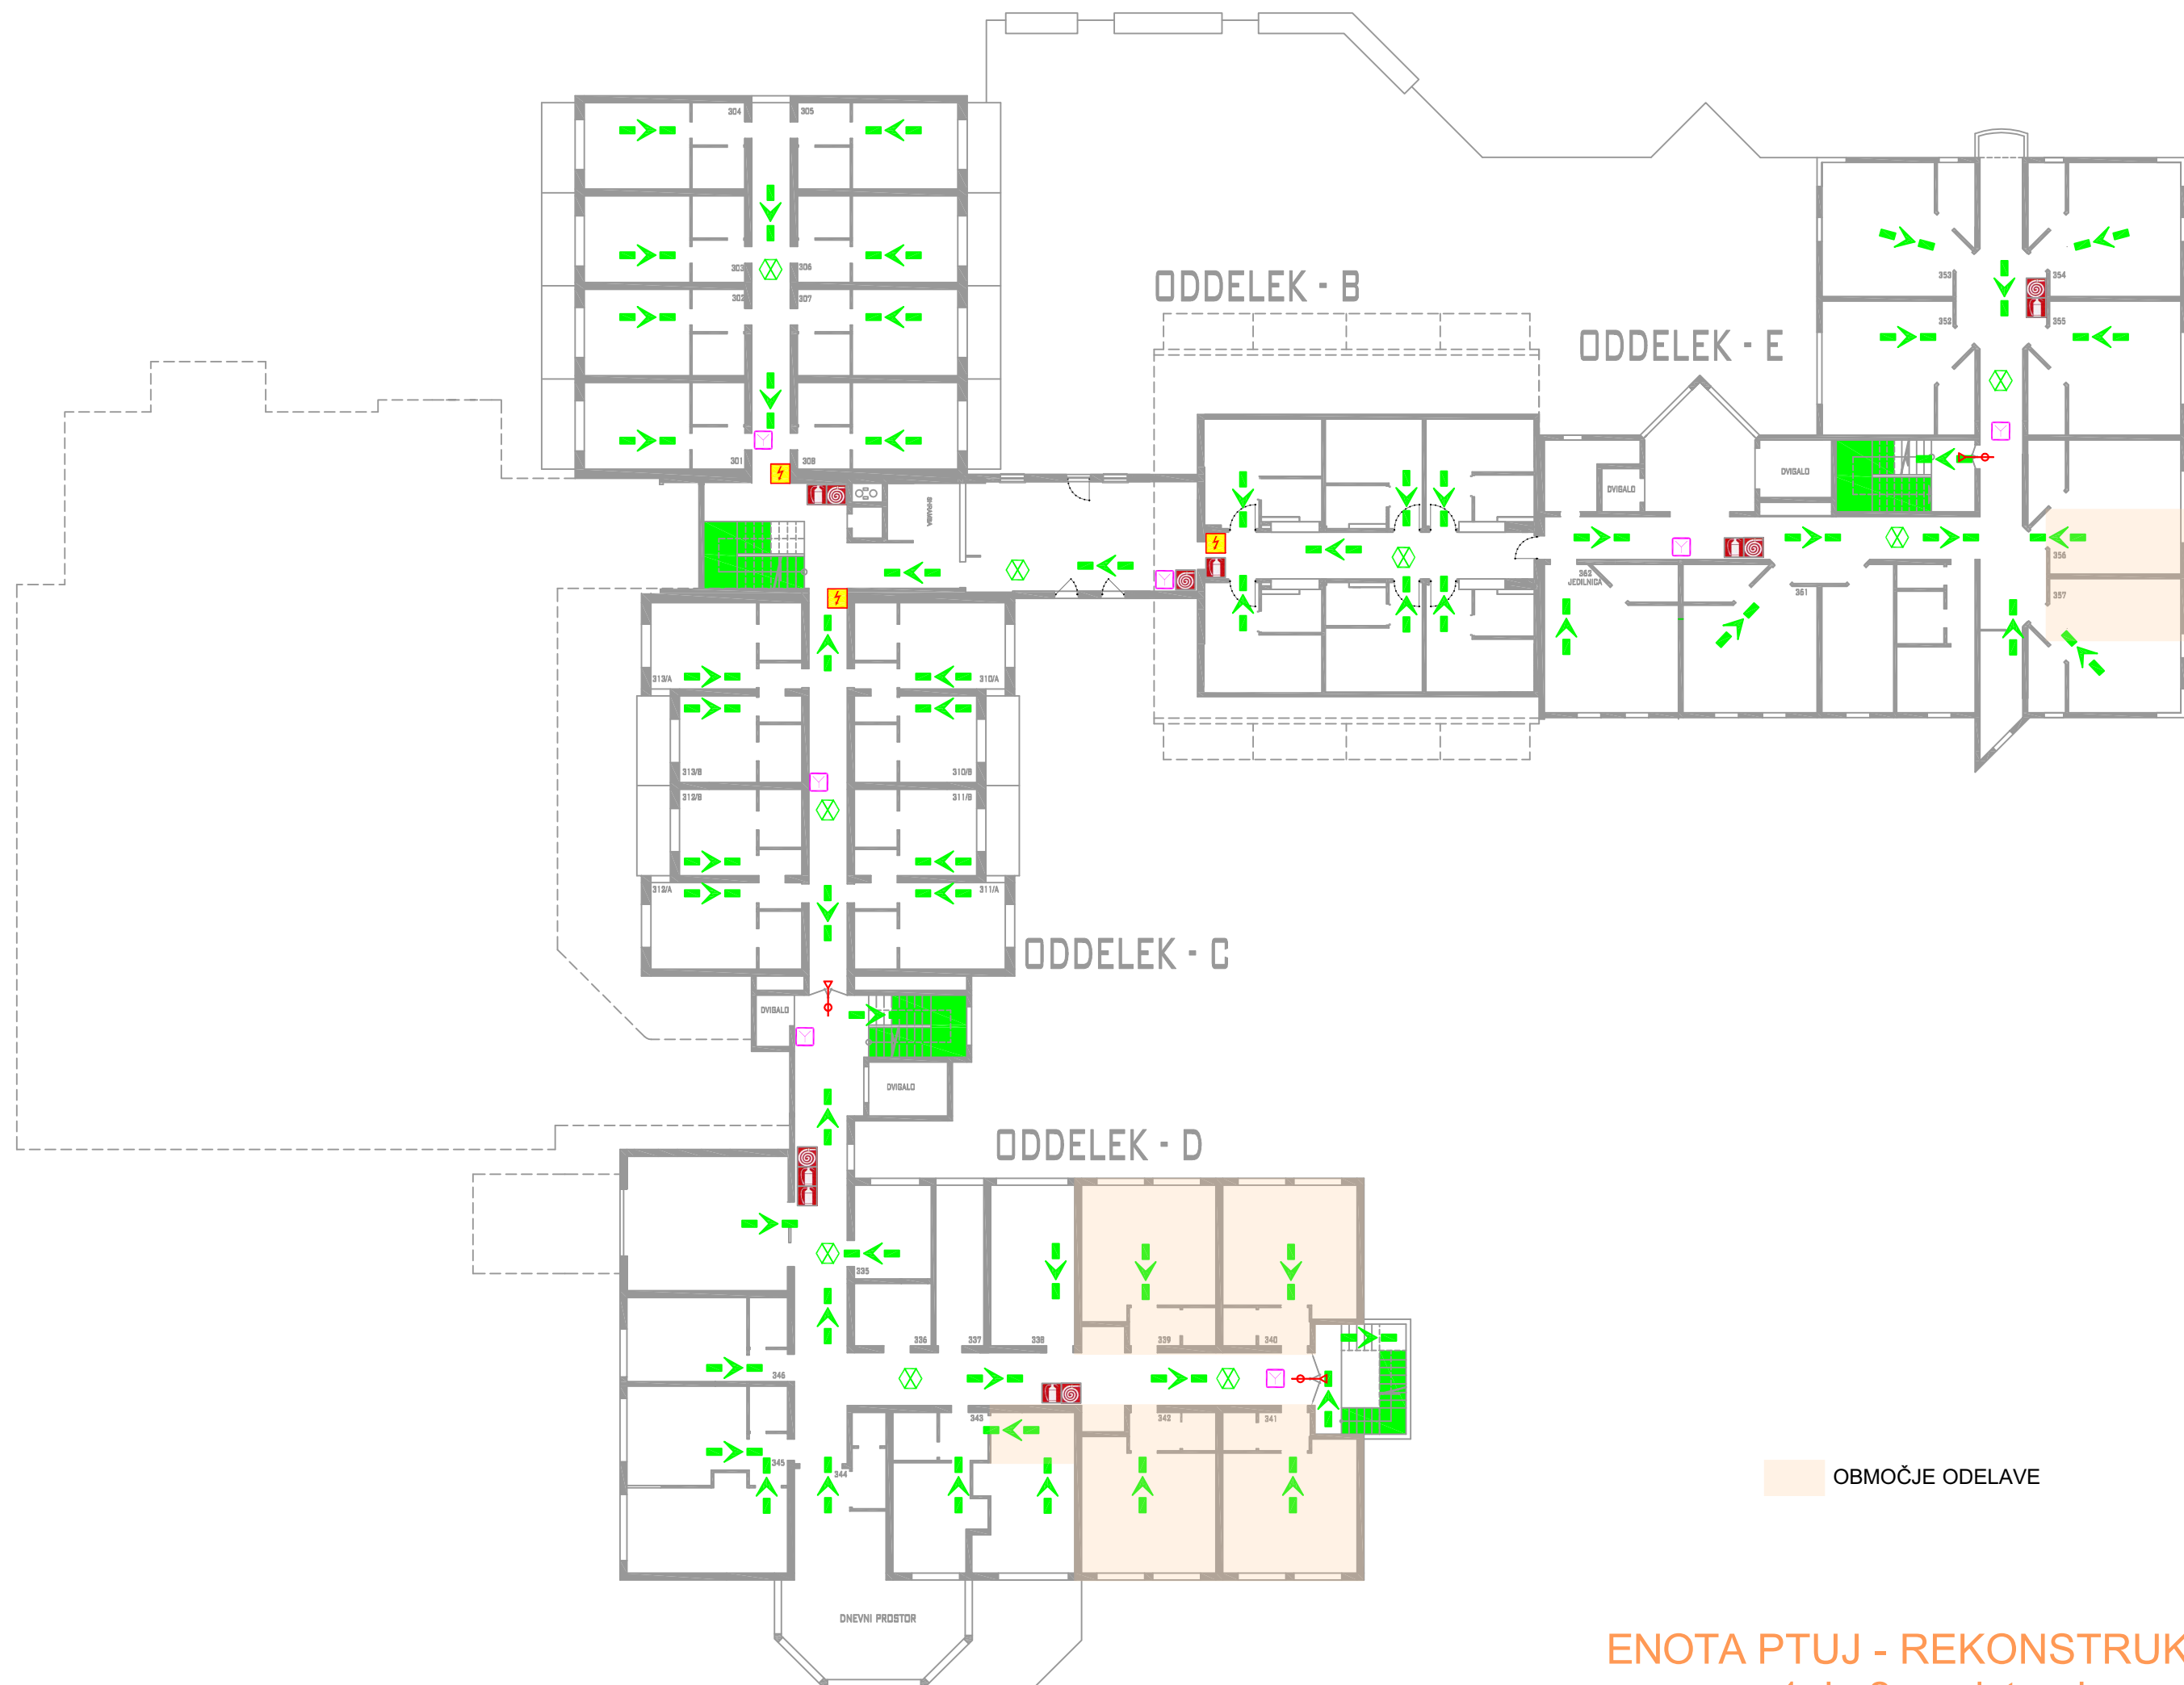 304
305
303
306
302
307
301
308
ODDELEK - B
ODDELEK - E
353
354
352
355
DVIGALO
DVIGALO
356
357
362
JEDILNICA
361
313/A
310/A
313/B
310/B
312/B
311/B
312/A
311/A
ODDELEK - C
DVIGALO
DVIGALO
ODDELEK - D
335
336
337
338
339
340
346
343
342
341
345
344
OBMOČJE ODELAVE
DNEVNI PROSTOR
ENOTA PTUJ - REKONSTRUK